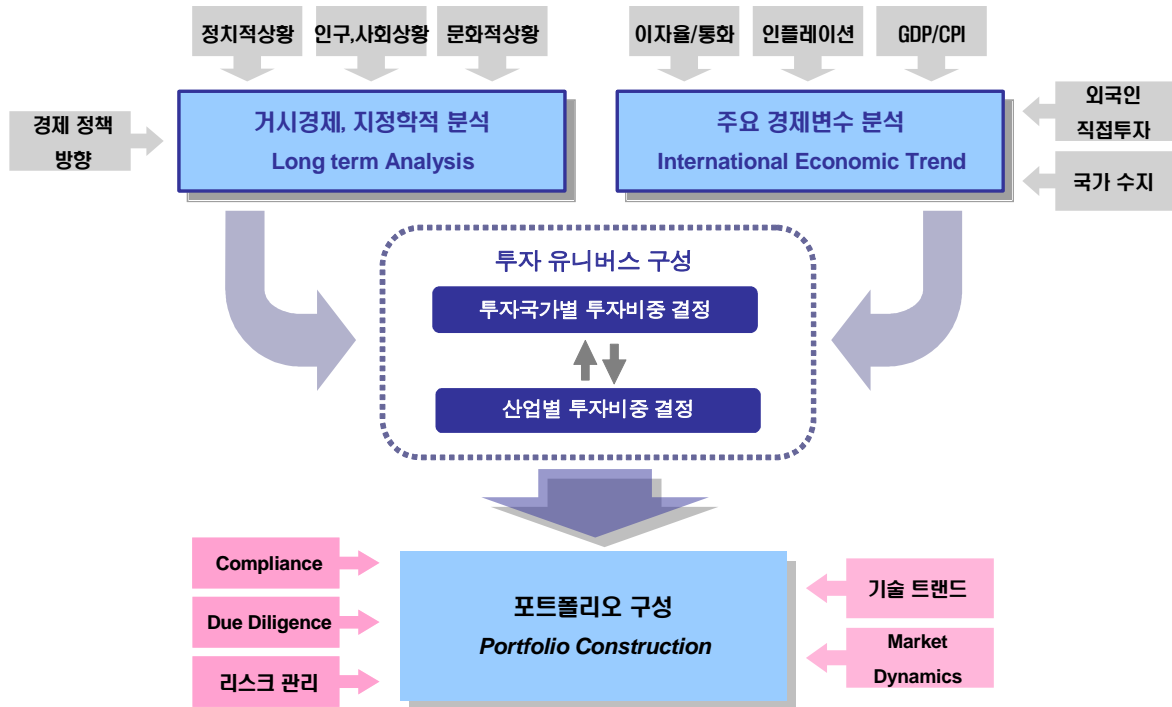 정치적상황
인구,사회상황
문화적상황
이자율/통화
인플레이션
GDP/CPI
경제 정책
방향
거시경제, 지정학적 분석
Long term Analysis
주요 경제변수 분석
International Economic Trend
외국인
직접투자
국가 수지
투자 유니버스 구성
투자국가별 투자비중 결정
산업별 투자비중 결정
Compliance
Due Diligence
리스크 관리
포트폴리오 구성
Portfolio Construction
기술 트랜드
Market
Dynamics